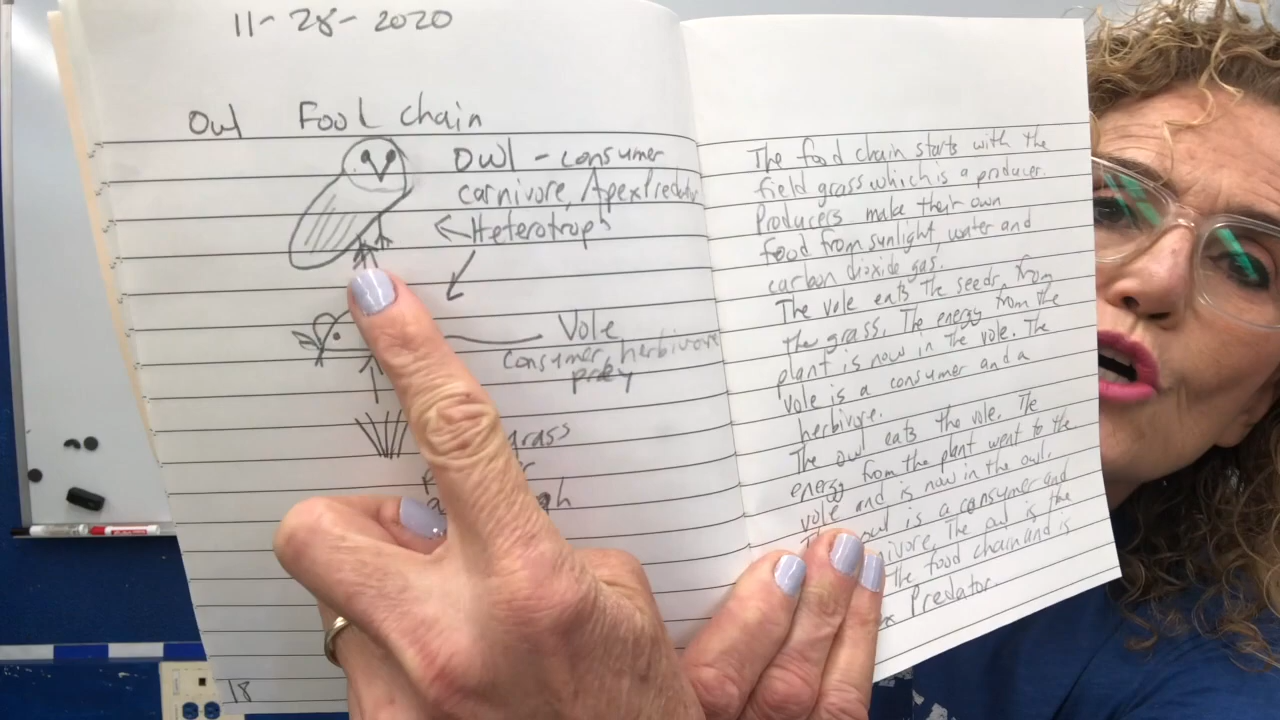 11-28-2020
Owl Food chain
Owl - consumer
carnivore, Apex Predator
Heterotroph
Vole
consumer, herbivore
prey
grass
18
The food chain starts with the
field grass which is a producer.
Producers make their own
food from sunlight, water and
carbon dioxide gas.
The vole eats the seeds from
the grass. The energy from the
plant is now in the vole. The
vole is a consumer and a
herbivore.
The owl eats the vole. The
energy from the plant went to the
vole and is now in the owl.
owl is a consumer and
The owl is the
the food chain and is
Predator